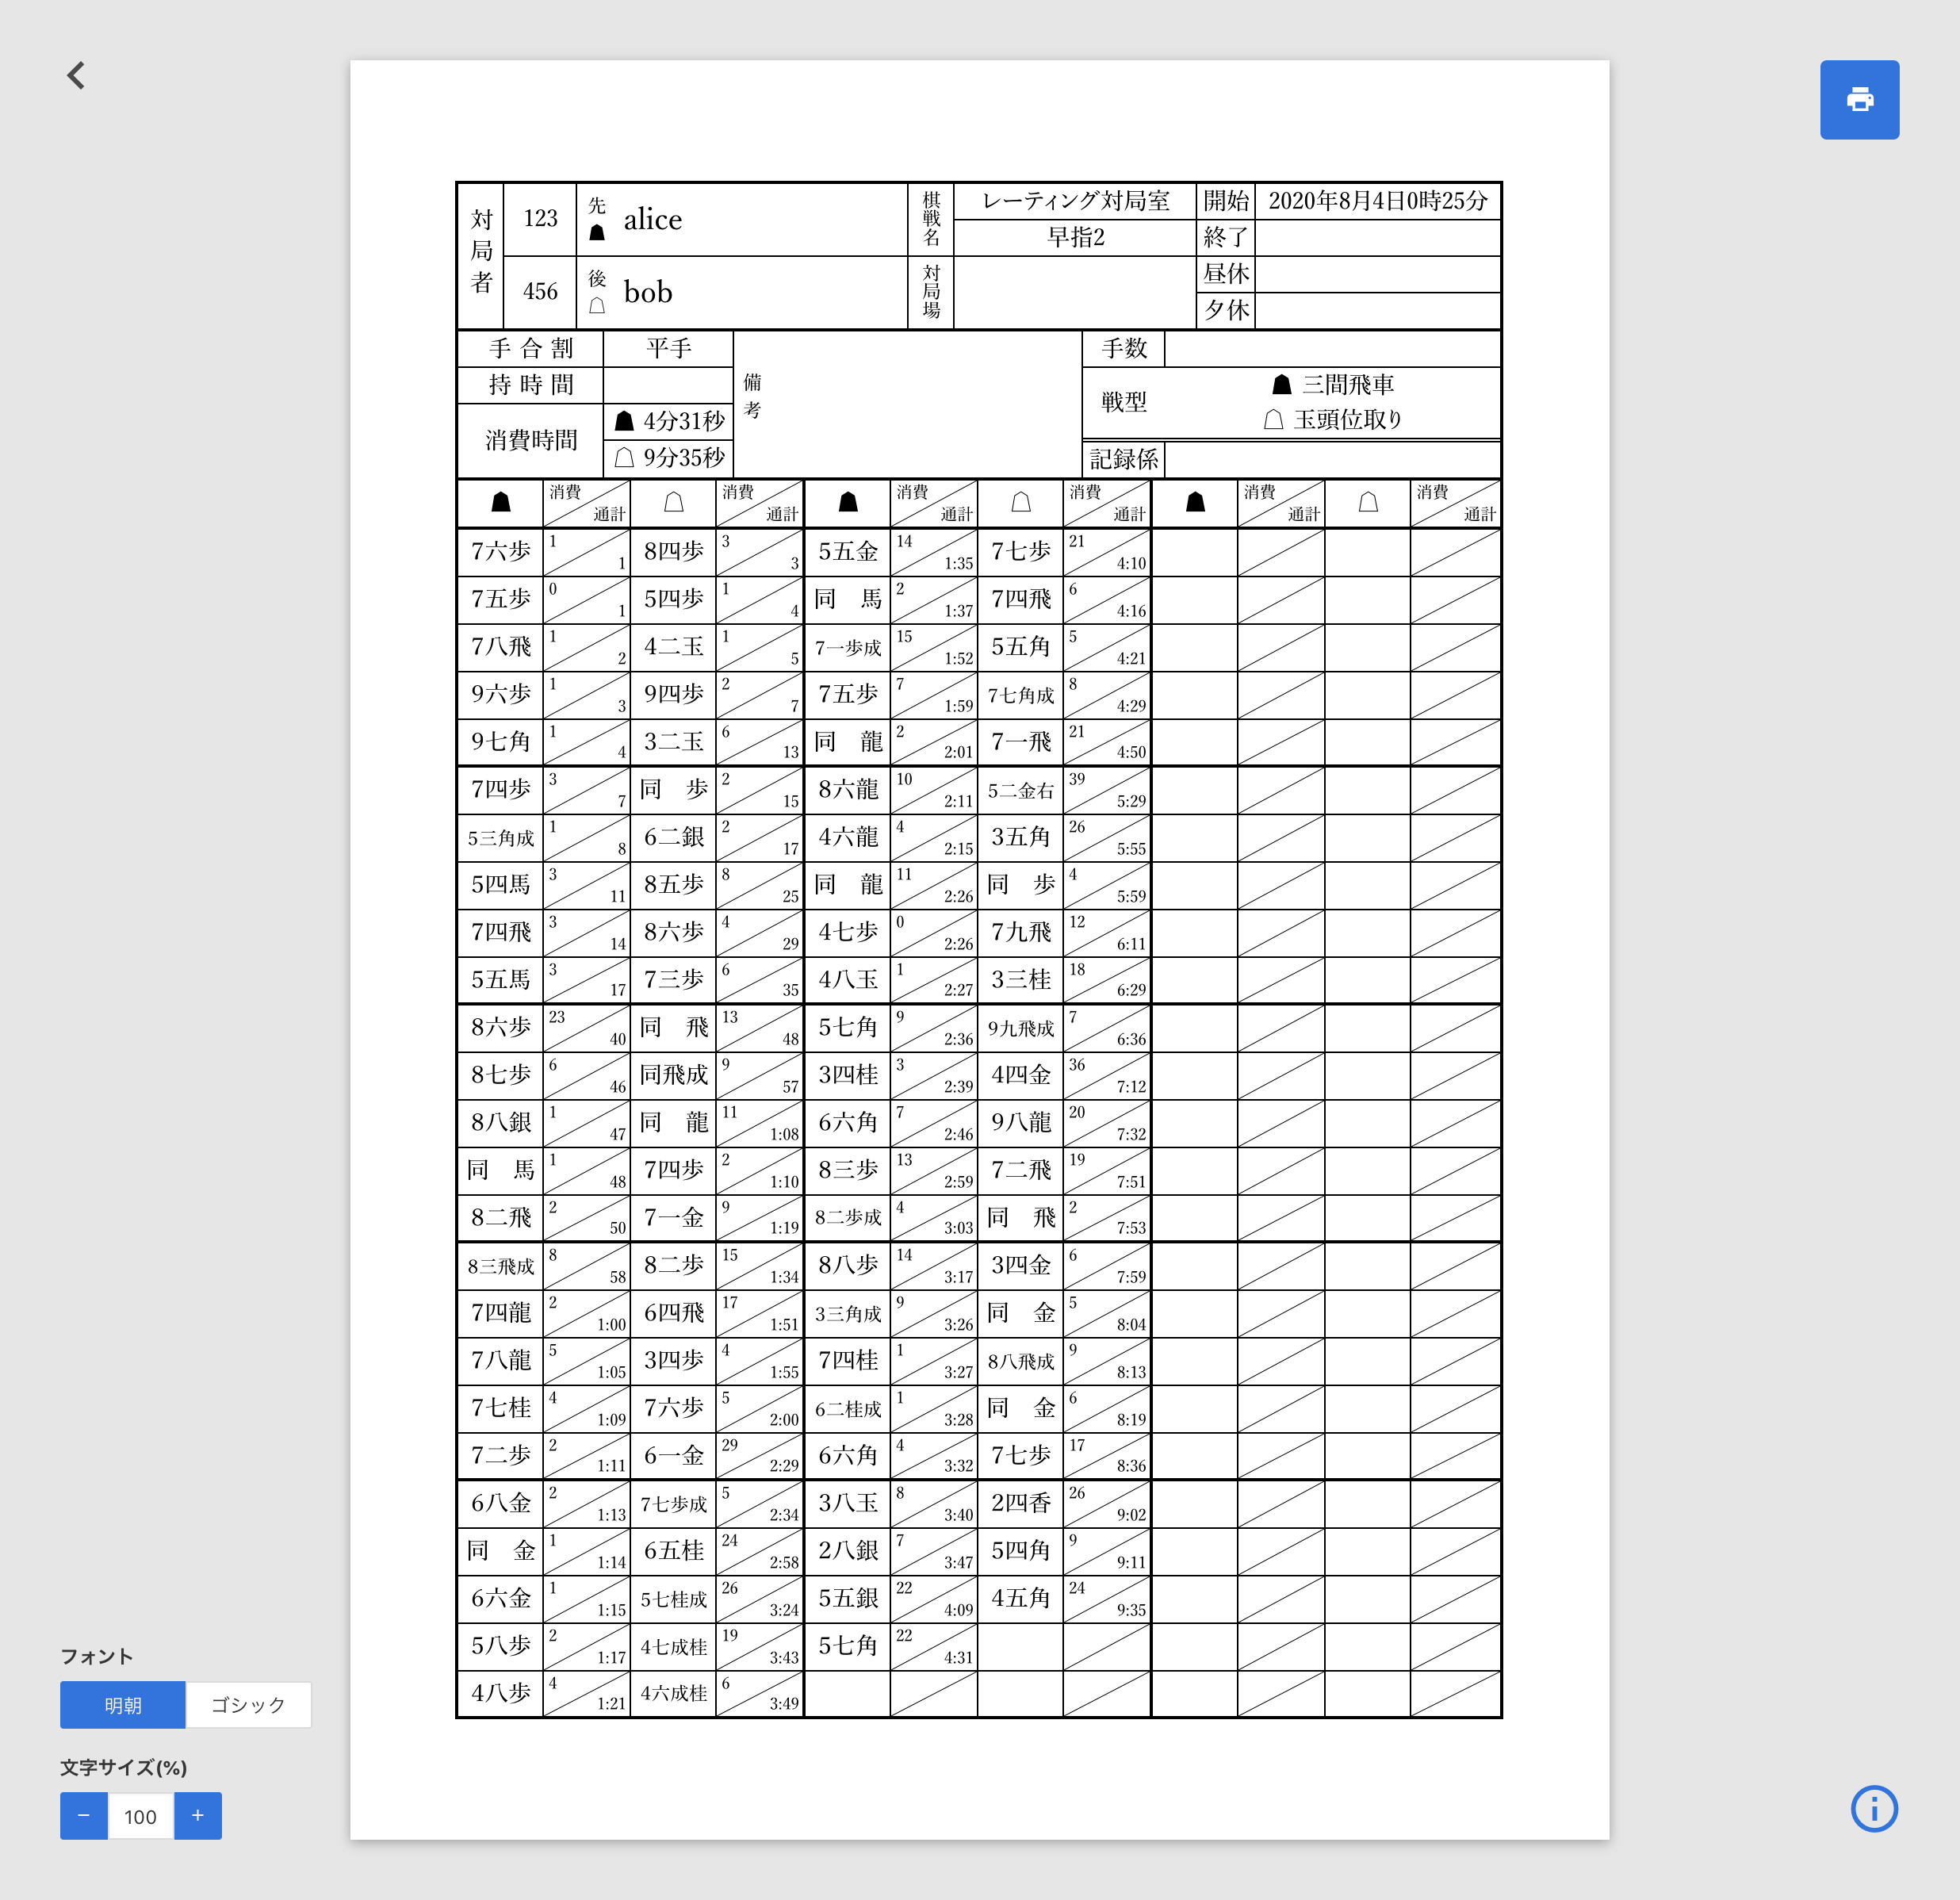 対局者 123 先 alice 棋戦名 レーティング対局室 開始 2020年8月4日0時25分
早指2 終了
456 後 bob 対局場 昼休
夕休
手合割 平手 備考 手数
持時間 戦型 三間飛車
消費時間 4分31秒 玉頭位取り
9分35秒 記録係
消費 通計 消費 通計 消費 通計 消費 通計 消費 通計 消費 通計
7六歩 1 1 8四歩 3 3 5五金 14 1:35 7七歩 21 4:10
7五歩 0 1 5四歩 1 4 同 馬 2 1:37 7四飛 6 4:16
7八飛 1 2 4二玉 1 5 7一歩成 15 1:52 5五角 5 4:21
9六歩 1 3 9四歩 2 7 7五歩 7 1:59 7七角成 8 4:29
9七角 1 4 3二玉 6 13 同 龍 2 2:01 7一飛 21 4:50
7四歩 3 7 同 歩 2 15 8六龍 10 2:11 5二金右 39 5:29
5三角成 1 8 6二銀 2 17 4六龍 4 2:15 3五角 26 5:55
5四馬 3 11 8五歩 8 25 同 龍 11 2:26 同 歩 4 5:59
7四飛 3 14 8六歩 4 29 4七歩 0 2:26 7九飛 12 6:11
5五馬 3 17 7三歩 6 35 4八玉 1 2:27 3三桂 18 6:29
8六歩 23 40 同 飛 13 48 5七角 9 2:36 9九飛成 7 6:36
8七歩 6 46 同飛成 9 57 3四桂 3 2:39 4四金 36 7:12
8八銀 1 47 同 龍 11 1:08 6六角 7 2:46 9八龍 20 7:32
同 馬 1 48 7四歩 2 1:10 8三歩 13 2:59 7二飛 19 7:51
8二飛 2 50 7一金 9 1:19 8二歩成 4 3:03 同 飛 2 7:53
8三飛成 8 58 8二歩 15 1:34 8八歩 14 3:17 3四金 6 7:59
7四龍 2 1:00 6四飛 17 1:51 3三角成 9 3:26 同 金 5 8:04
7八龍 5 1:05 3四歩 4 1:55 7四桂 1 3:27 8八飛成 9 8:13
7七桂 4 1:09 7六歩 5 2:00 6二桂成 1 3:28 同 金 6 8:19
7二歩 2 1:11 6一金 29 2:29 6六角 4 3:32 7七歩 17 8:36
6八金 2 1:13 7七歩成 5 2:34 3八玉 8 3:40 2四香 26 9:02
同 金 1 1:14 6五桂 24 2:58 2八銀 7 3:47 5四角 9 9:11
6六金 1 1:15 5七桂成 26 3:24 5五銀 22 4:09 4五角 24 9:35
5八歩 2 1:17 4七成桂 19 3:43 5七角 22 4:31
4八歩 4 1:21 4六成桂 6 3:49
フォント
明朝 ゴシック
文字サイズ(%)
− 100 +